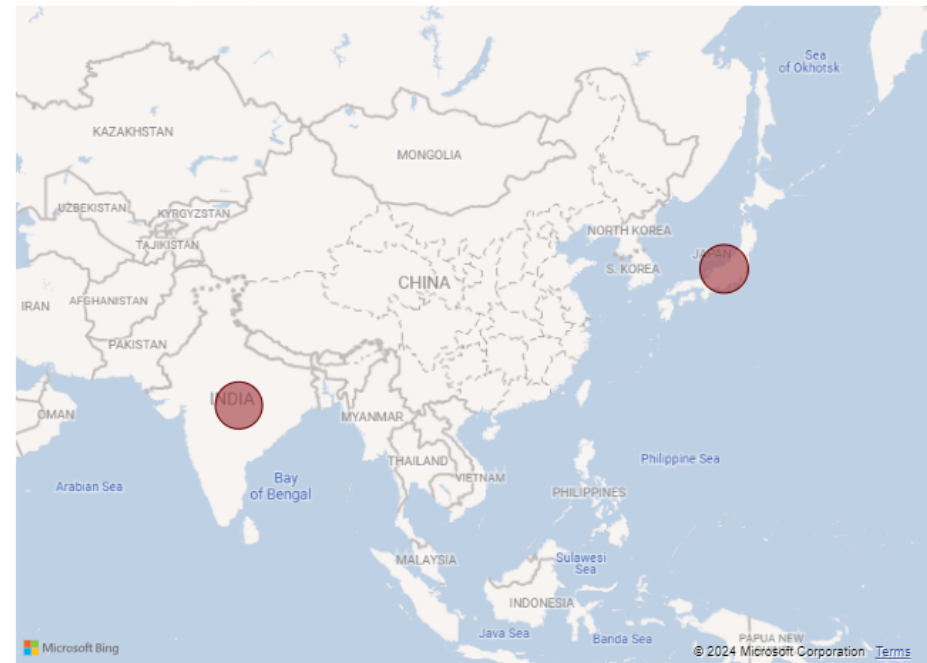 Sea
of Okhotsk
KAZAKHSTAN
MONGOLIA
UZBEKISTAN
KYRGYZSTAN
NORTH KOREA
TAJIKISTAN
JAPAN
S. KOREA
CHINA
IRAN
AFGHANISTAN
PAKISTAN
INDIA
OMAN
MYANMAR
THAILAND
Philippine Sea
VIETNAM
Arabian Sea
Bay
of Bengal
PHILIPPINES
MALAYSIA
Sulawesi
Sea
INDONESIA
Java Sea
Banda Sea
PAPUA NEW
Microsoft Bing
© 2024 Microsoft Corporation Terms